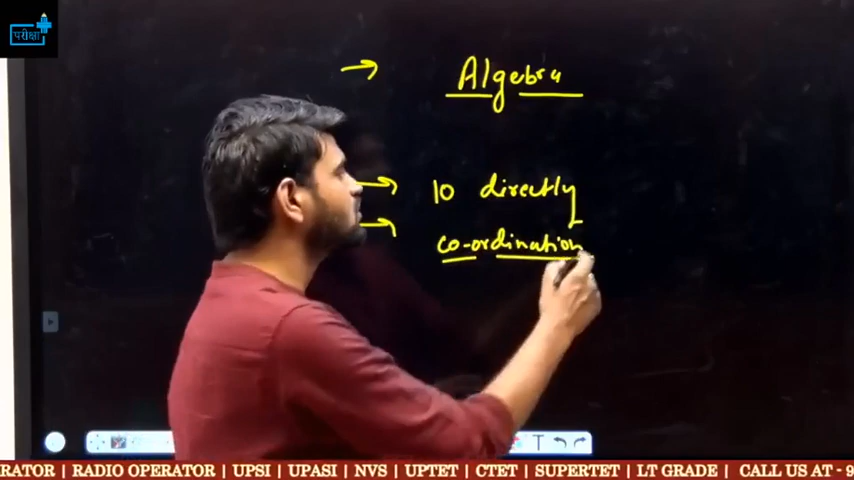 परीक्षा
→ Algebra
→ 10 directly
→ co-ordination
T
RATOR | RADIO OPERATOR | UPSI | UPASI | NVS | UPTET | CTET | SUPERTET | LT GRADE | CALL US AT - 9